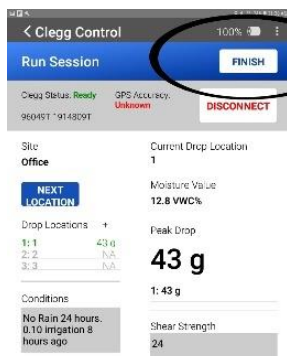 < Clegg Control 100%
Run Session FINISH
Clegg Status: Ready GPS Accuracy: Unknown
96049T 1914809T DISCONNECT
Site Current Drop Location
Office 1
NEXT LOCATION Moisture Value
12.8 VWC%
Drop Locations + Peak Drop
1: 1 43 g
2: 2 NA
3: 3 NA
43 g
1: 43 g
Conditions
No Rain 24 hours.
0.10 irrigation 8
hours ago
Shear Strength
24